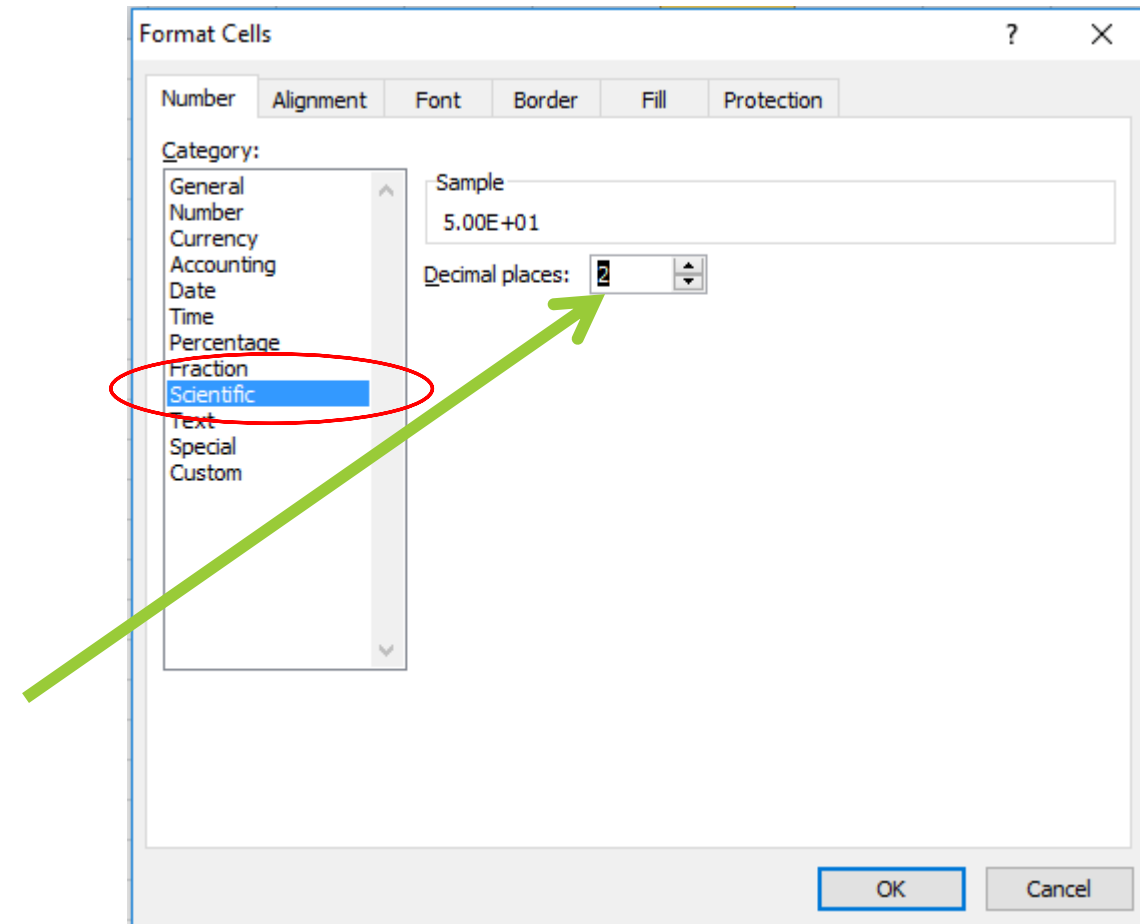 Format Cells
?
Number Alignment Font Border Fill Protection
Category:
General
Number
Currency
Accounting
Date
Time
Percentage
Fraction
Scientific
Text
Special
Custom
Sample
5.00E+01
Decimal places: 2
OK Cancel